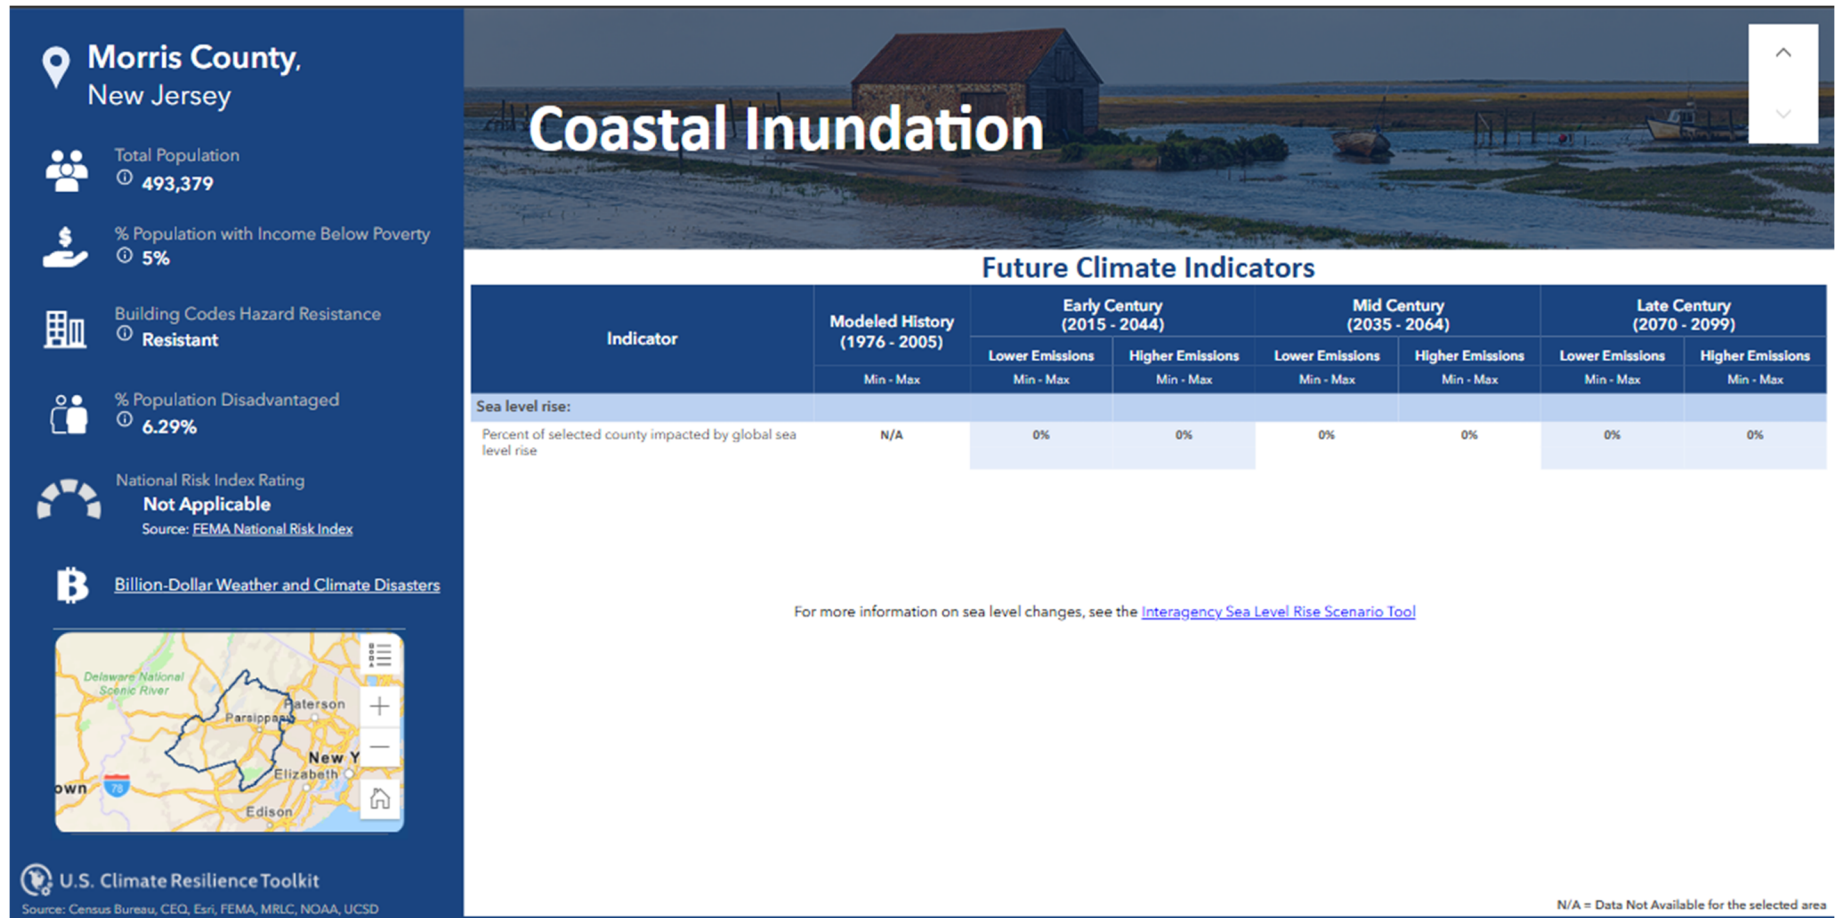 Morris County,
New Jersey
Total Population
493,379
% Population with Income Below Poverty
5%
Building Codes Hazard Resistance
Resistant
% Population Disadvantaged
6.29%
National Risk Index Rating
Not Applicable
Source: FEMA National Risk Index
Billion-Dollar Weather and Climate Disasters
Delaware National
Scenic River
Paterson
Parsippany
New Y
Elizabeth
own
78
Edison
U.S. Climate Resilience Toolkit
Source: Census Bureau, CEQ, Esri, FEMA, MRLC, NOAA, UCSD
Coastal Inundation
Future Climate Indicators
Indicator
Modeled History
(1976 - 2005)
Early Century
(2015 - 2044)
Mid Century
(2035 - 2064)
Late Century
(2070 - 2099)
Lower Emissions Higher Emissions Lower Emissions Higher Emissions Lower Emissions Higher Emissions
Min - Max Min - Max Min - Max Min - Max Min - Max Min - Max Min - Max
Sea level rise:
Percent of selected county impacted by global sea
level rise
N/A 0% 0% 0% 0% 0% 0%
For more information on sea level changes, see the Interagency Sea Level Rise Scenario Tool
N/A = Data Not Available for the selected area